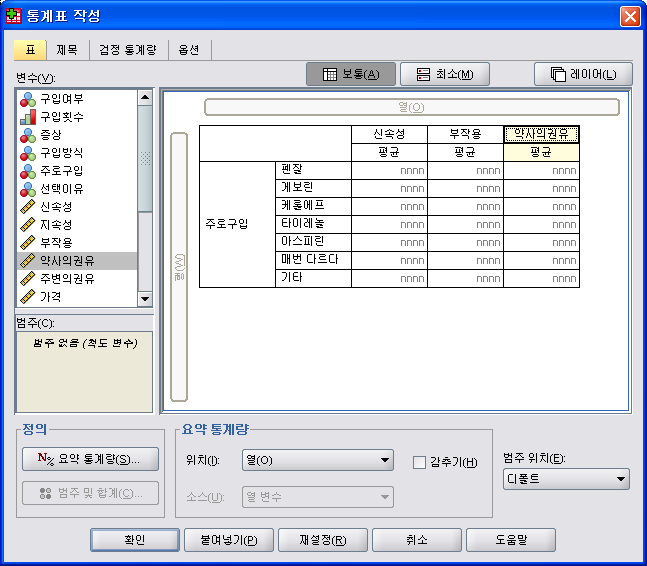 통계표 작성
표 제목 검정 통계량 옵션
변수(V): 보통(A) 최소(M) 레이어(L)
구입여부
구입횟수
증상
구입방식
주로구입
선택이유
신속성
지속성
부작용
약사의권유
주변의권유
가격
열(O)
행(W)
신속성 부작용 약사의권유
평균 평균 평균
주로구입
펜잘 nnnn nnnn nnnn
게보린 nnnn nnnn nnnn
케롤에프 nnnn nnnn nnnn
타이레놀 nnnn nnnn nnnn
아스피린 nnnn nnnn nnnn
매번 다르다 nnnn nnnn nnnn
기타 nnnn nnnn nnnn
범주(C):
범주 없음 (척도 변수)
정의
N% 요약 통계량(S)...
범주 및 합계(C)...
요약 통계량
위치(I): 열(O) 감추기(H)
소스(U): 열 변수
범주 위치(E):
디폴트
확인 붙여넣기(P) 재설정(R) 취소 도움말